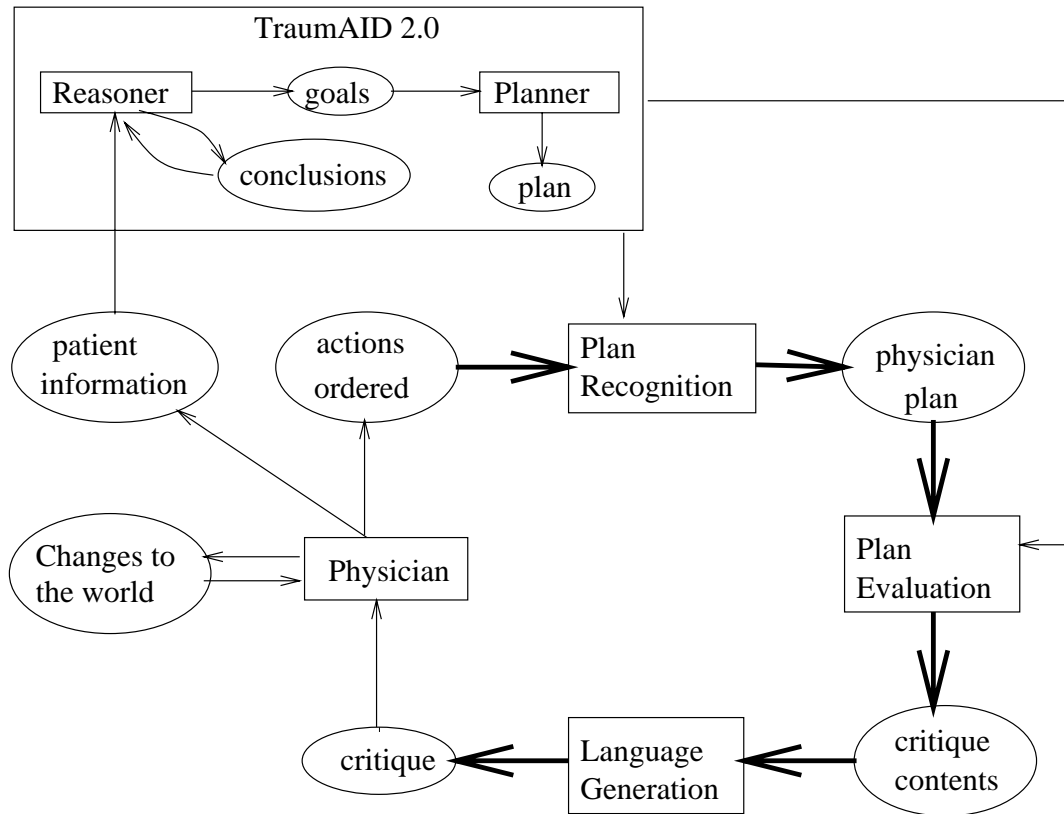 TraumAID 2.0
Reasoner
goals
Planner
conclusions
plan
patient
information
actions
ordered
Plan
Recognition
physician
plan
Changes to
the world
Physician
Plan
Evaluation
critique
Language
Generation
critique
contents